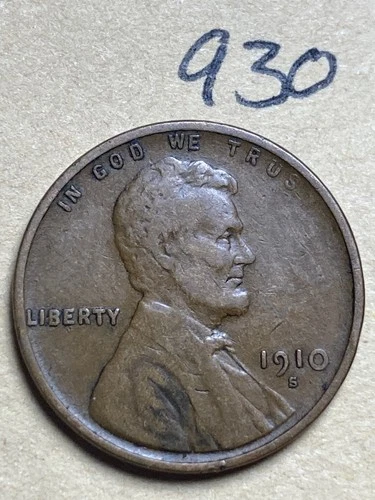 930
IN GOD WE TRUS
LIBERTY
1910
S